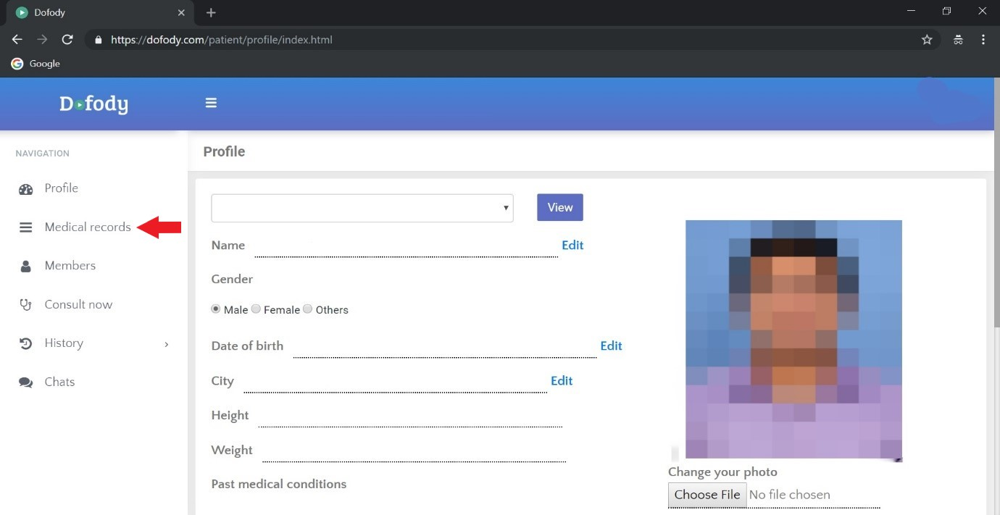 Dofody
https://dofody.com/patient/profile/index.html
Google
Dofody
NAVIGATION
Profile
Medical records
Members
Consult now
History
Chats
Profile
View
Name Edit
Gender
Male Female Others
Date of birth Edit
City Edit
Height
Weight
Past medical conditions
Change your photo
Choose File No file chosen